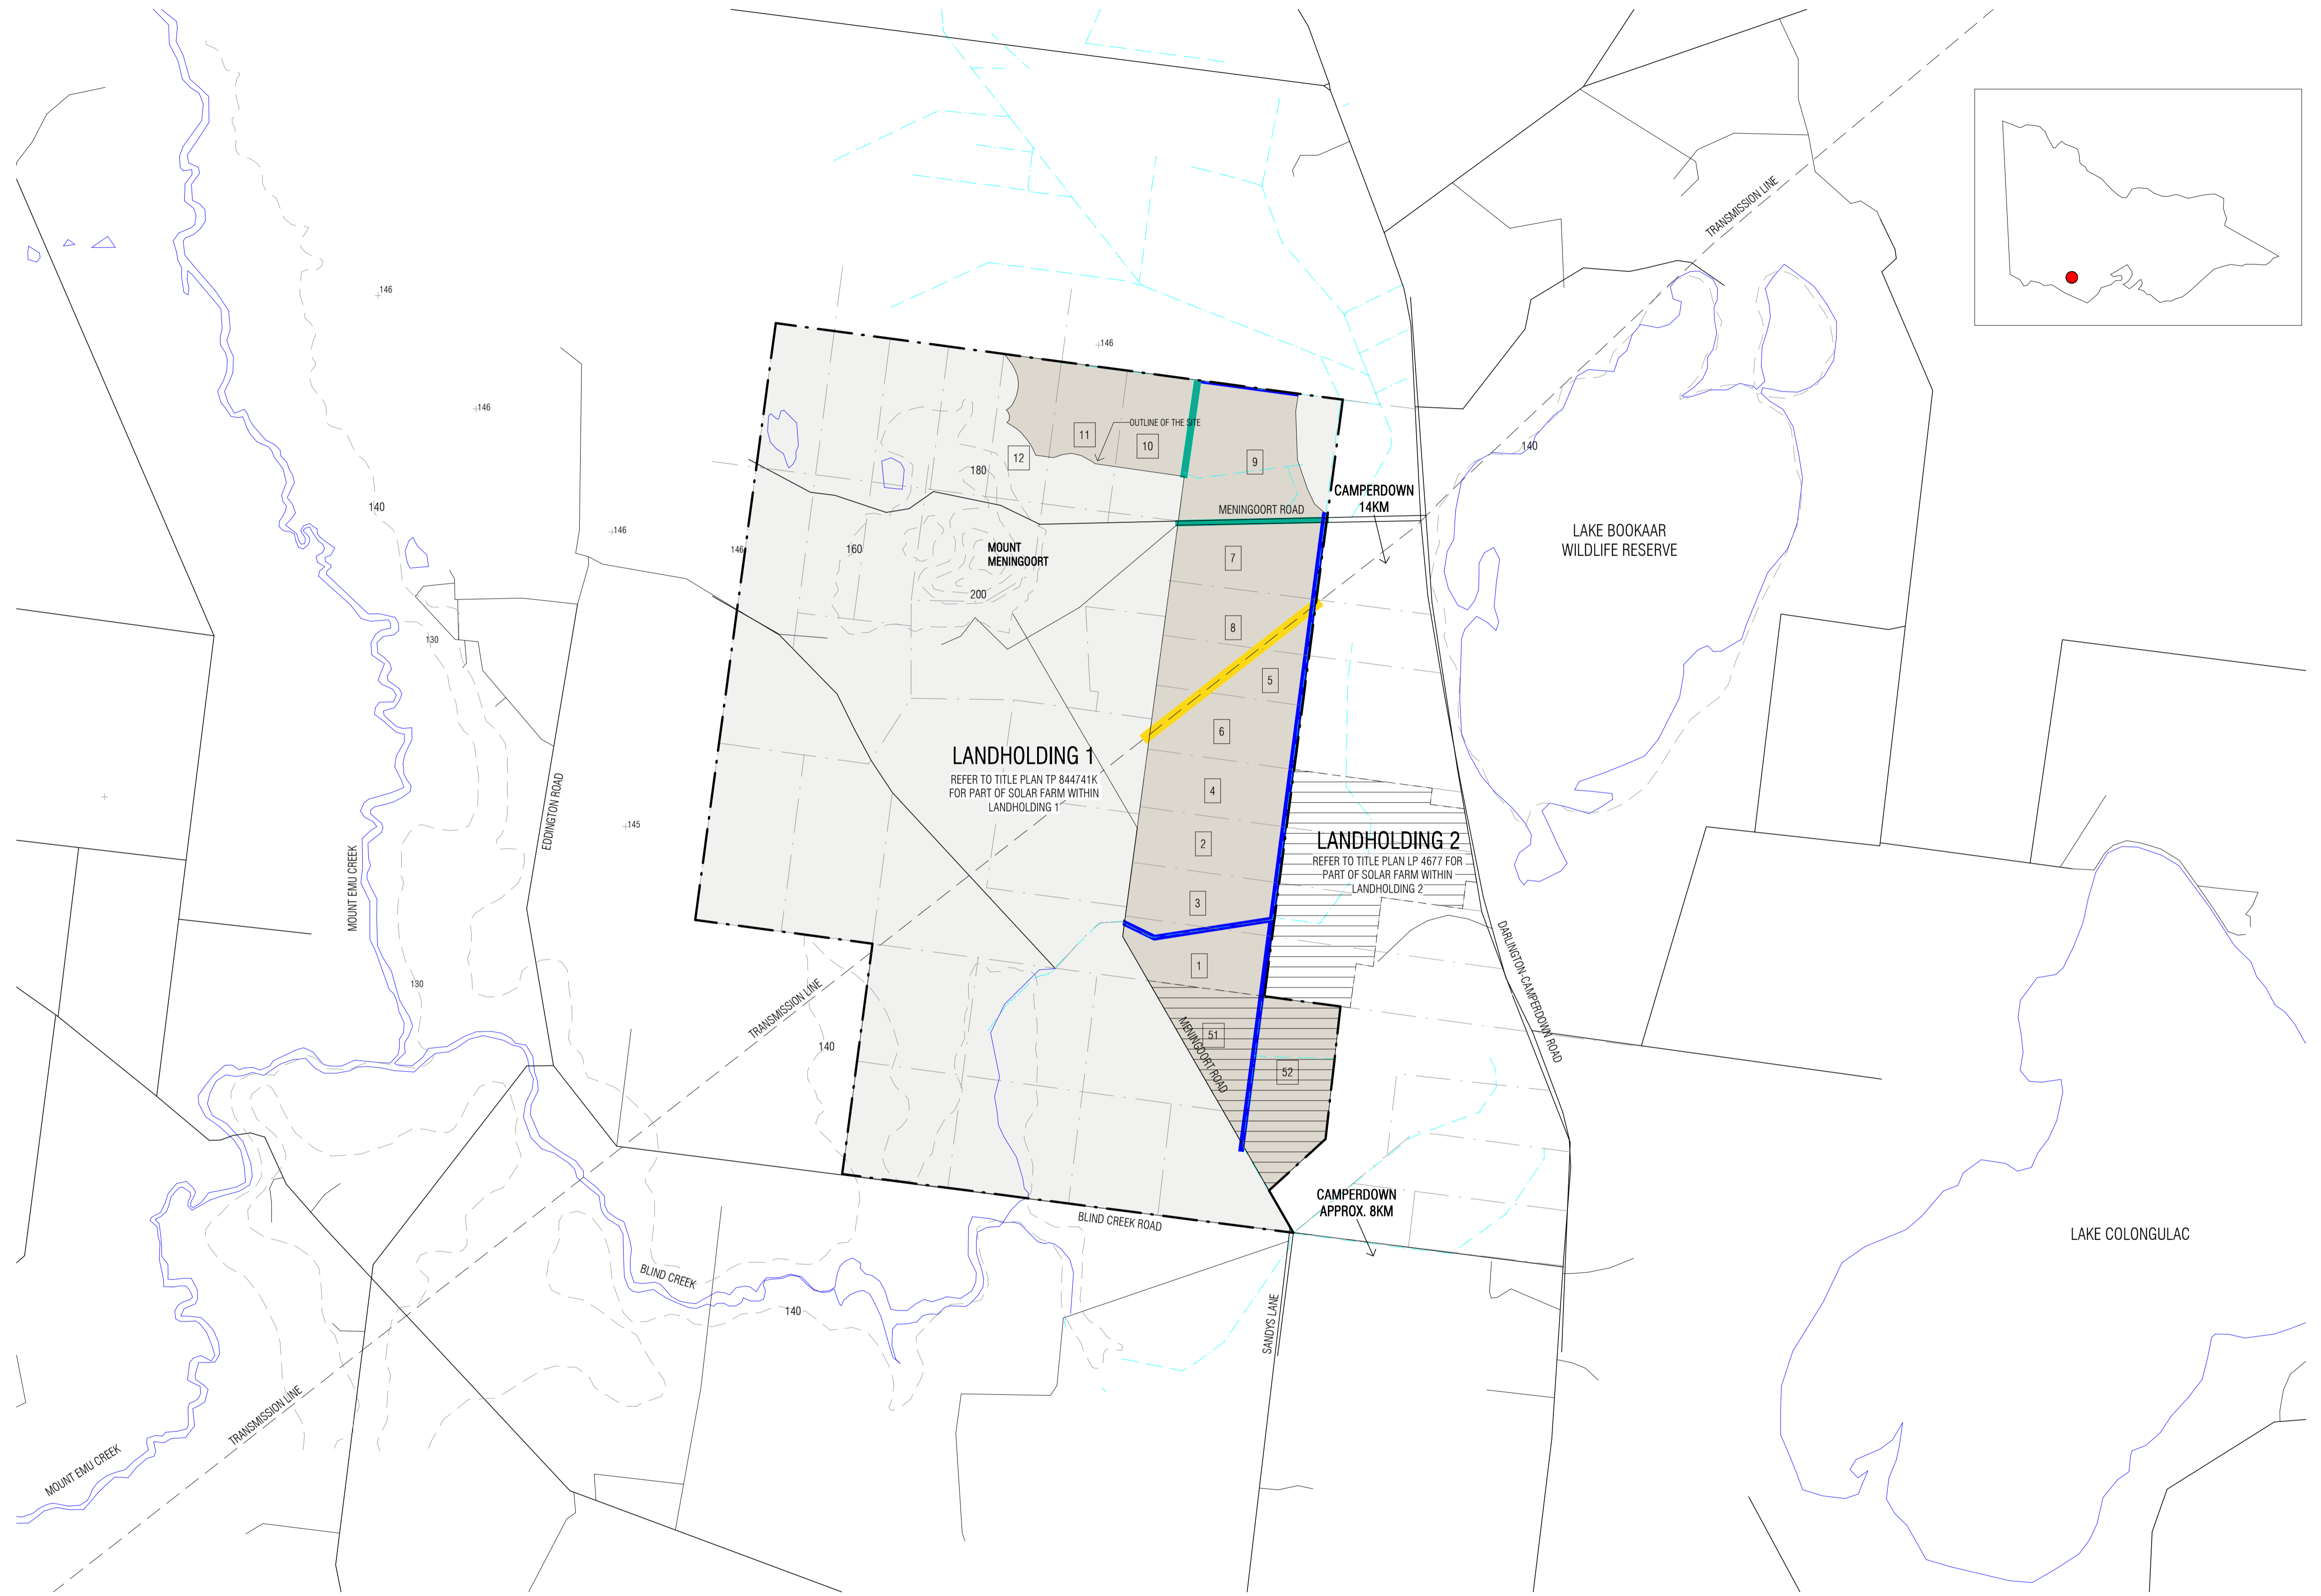 TRANSMISSION LINE
146
146
146
140
OUTLINE OF THE SITE
11
10
12
9
180
140
CAMPERDOWN
14KM
140
MENINGOORT ROAD
LAKE BOOKAAR
WILDLIFE RESERVE
146
146
160
MOUNT
MENINGOORT
7
200
8
130
5
6
LANDHOLDING 1
REFER TO TITLE PLAN TP 844741K
FOR PART OF SOLAR FARM WITHIN
LANDHOLDING 1
4
EDDINGTON ROAD
145
2
LANDHOLDING 2
REFER TO TITLE PLAN LP 4677 FOR
PART OF SOLAR FARM WITHIN
LANDHOLDING 2
MOUNT EMU CREEK
3
DARLINGTON-CAMPERDOWN ROAD
1
130
TRANSMISSION LINE
140
51
MENINGOORT ROAD
52
CAMPERDOWN
APPROX. 8KM
BLIND CREEK ROAD
LAKE COLONGULAC
BLIND CREEK
140
SANDYS LANE
TRANSMISSION LINE
MOUNT EMU CREEK